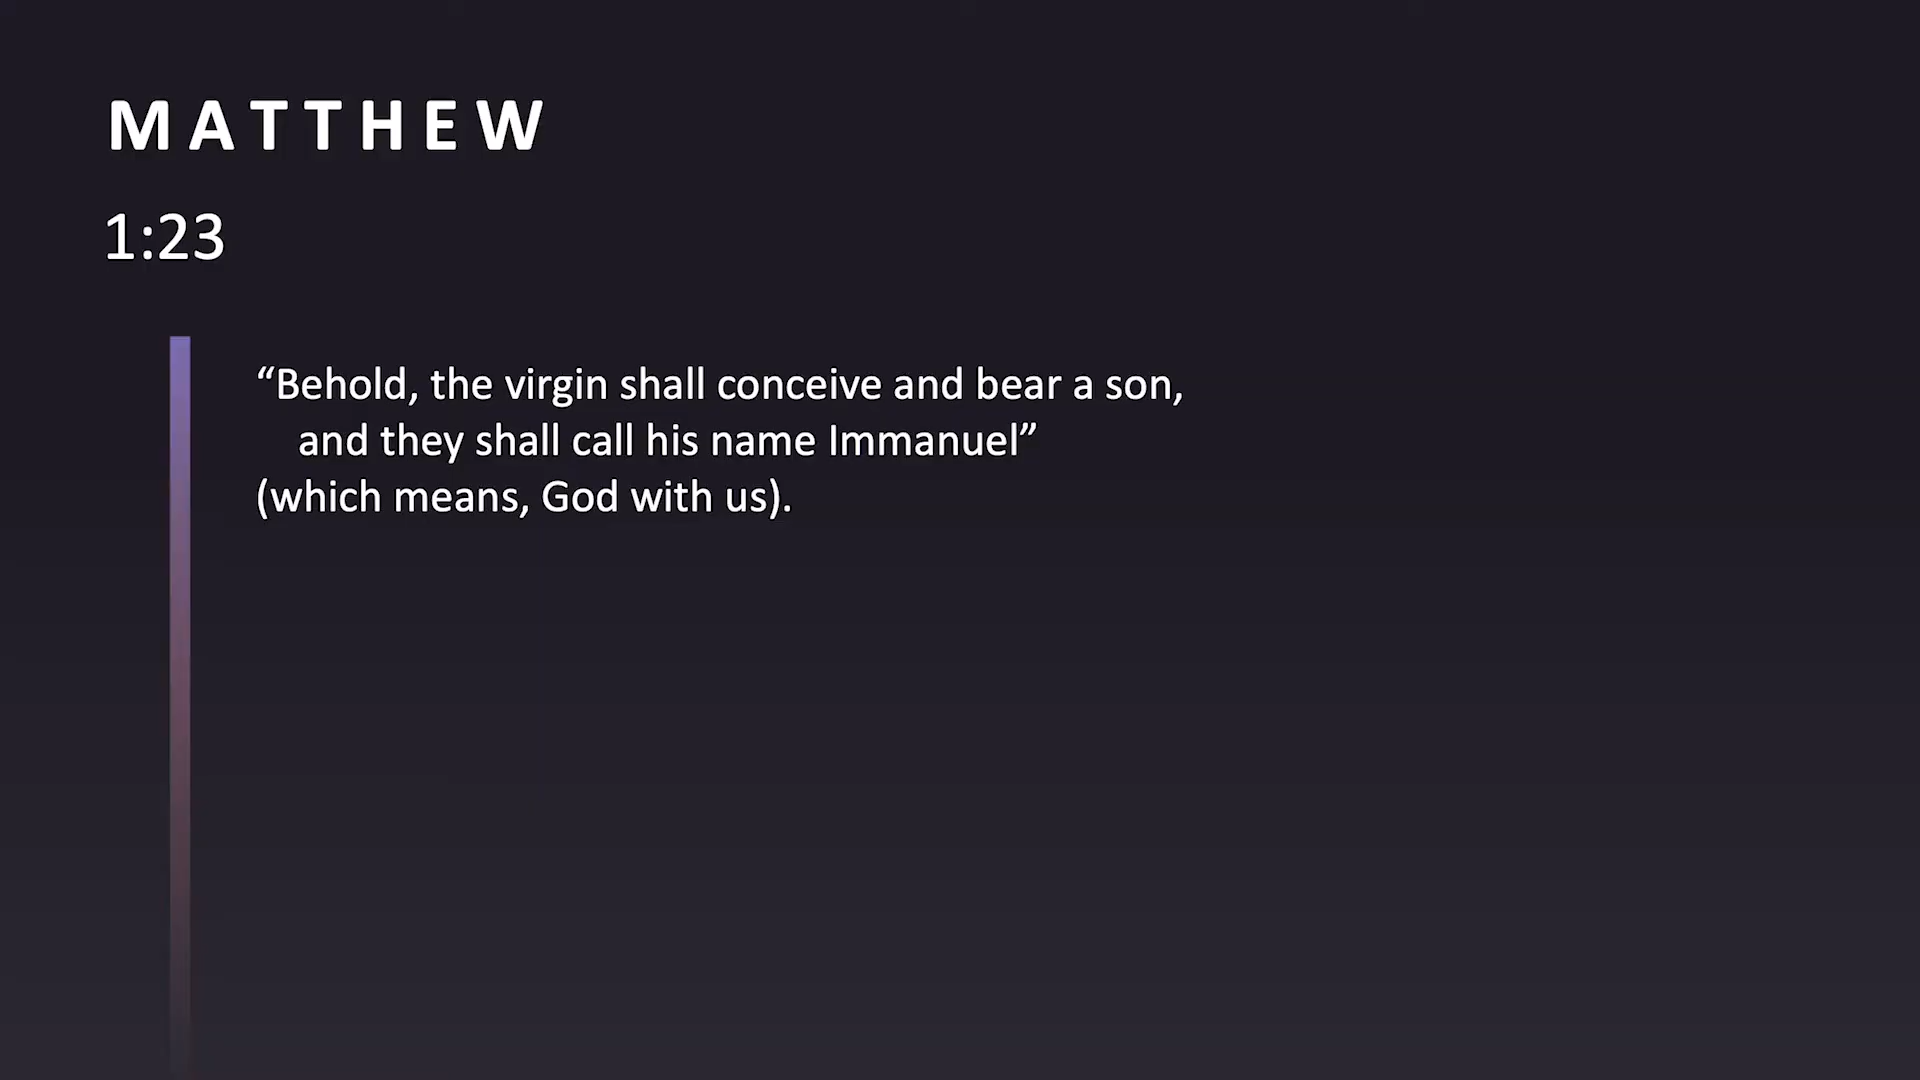 MATTHEW
1:23
“Behold, the virgin shall conceive and bear a son,
and they shall call his name Immanuel”
(which means, God with us).